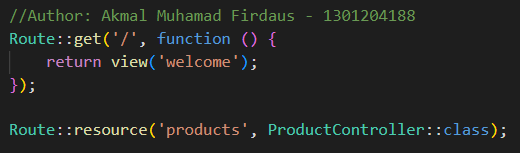 //Author: Akmal Muhamad Firdaus - 1301204188
Route::get('/', function () {
    return view('welcome');
});

Route::resource('products', ProductController::class);